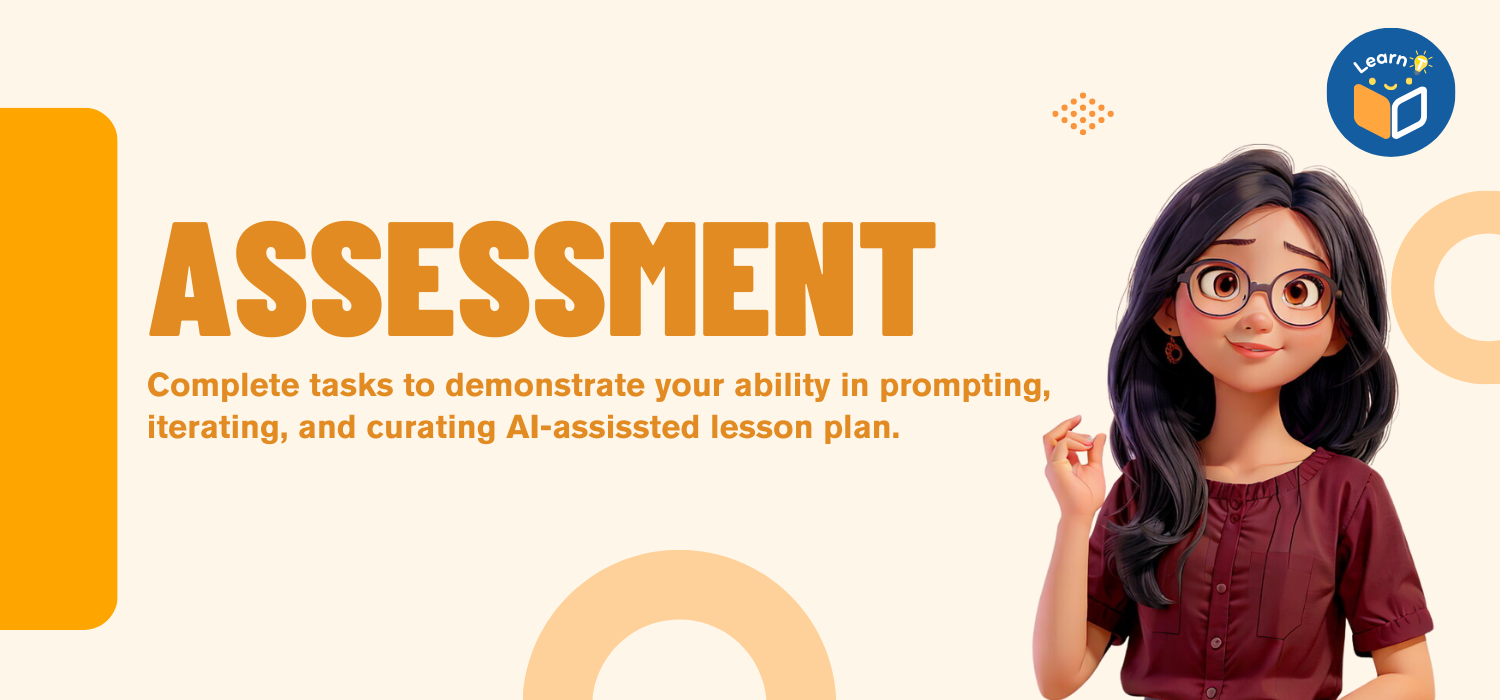 Learn
ASSESSMENT
Complete tasks to demonstrate your ability in prompting,
iterating, and curating AI-assissted lesson plan.